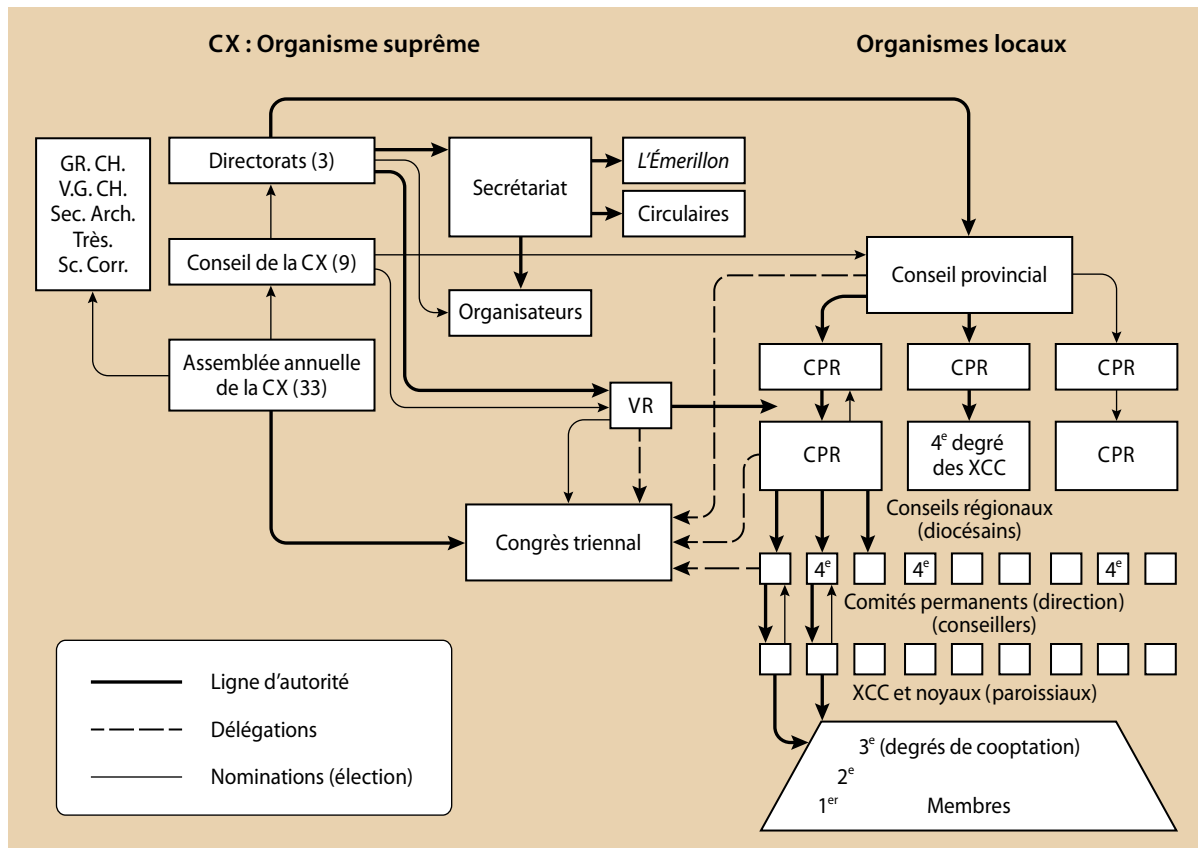 CX : Organisme suprême
Organismes locaux
GR. CH.
V.G. CH.
Sec. Arch.
Très.
Sc. Corr.
Directorats (3)
Secrétariat
L'Émerillon
Circulaires
Conseil de la CX (9)
Organisateurs
Conseil provincial
Assemblée annuelle
de la CX (33)
CPR
CPR
CPR
VR
CPR
4e degré
des XCC
CPR
Conseils régionaux
(diocésains)
Congrès triennal
4e
4e
4e
Comités permanents (direction)
(conseillers)
XCC et noyaux (paroissiaux)
Ligne d'autorité
Délégations
Nominations (élection)
3e (degrés de cooptation)
2e
1er Membres